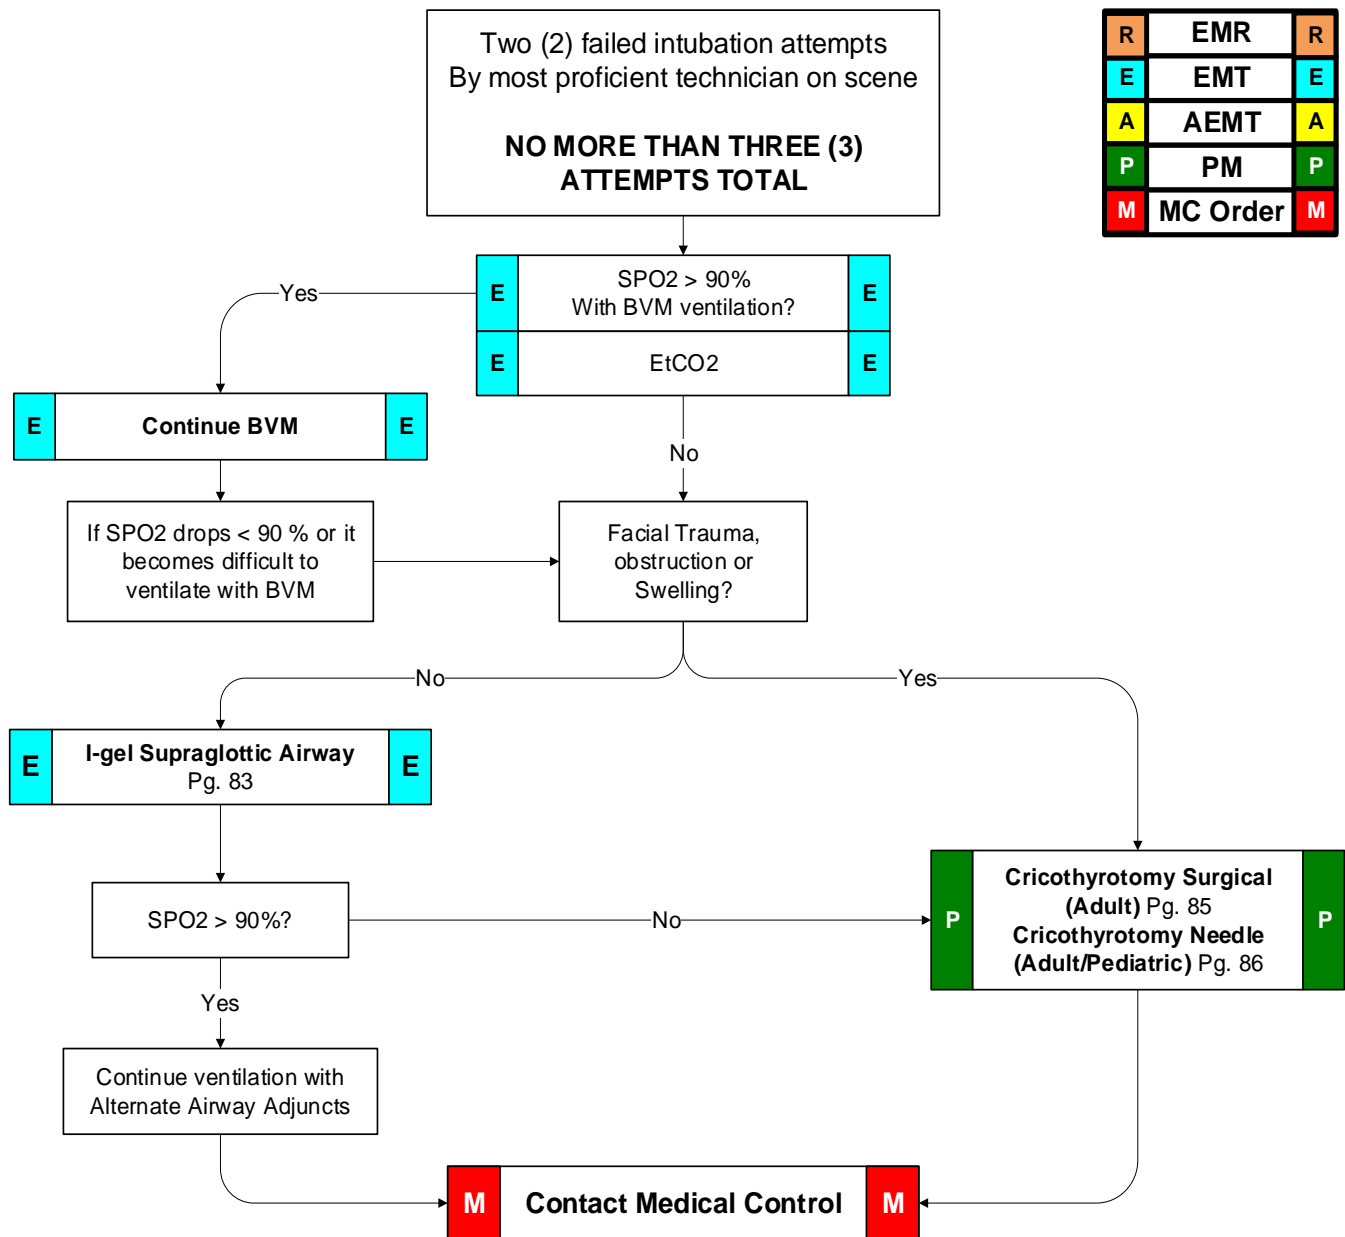 Two (2) failed intubation attempts
By most proficient technician on scene
NO MORE THAN THREE (3)
ATTEMPTS TOTAL
R EMR R
E EMT E
A AEMT A
P PM P
M MC Order M
E SPO2 > 90% E
With BVM ventilation?
Yes
E EtCO2 E
E Continue BVM E
No
If SPO2 drops < 90 % or it
becomes difficult to
ventilate with BVM
Facial Trauma,
obstruction or
Swelling?
No
Yes
E I-gel Supraglottic Airway E
Pg. 83
SPO2 > 90%?
No
P Cricothyrotomy Surgical P
(Adult) Pg. 85
Cricothyrotomy Needle
(Adult/Pediatric) Pg. 86
Yes
Continue ventilation with
Alternate Airway Adjuncts
M Contact Medical Control M